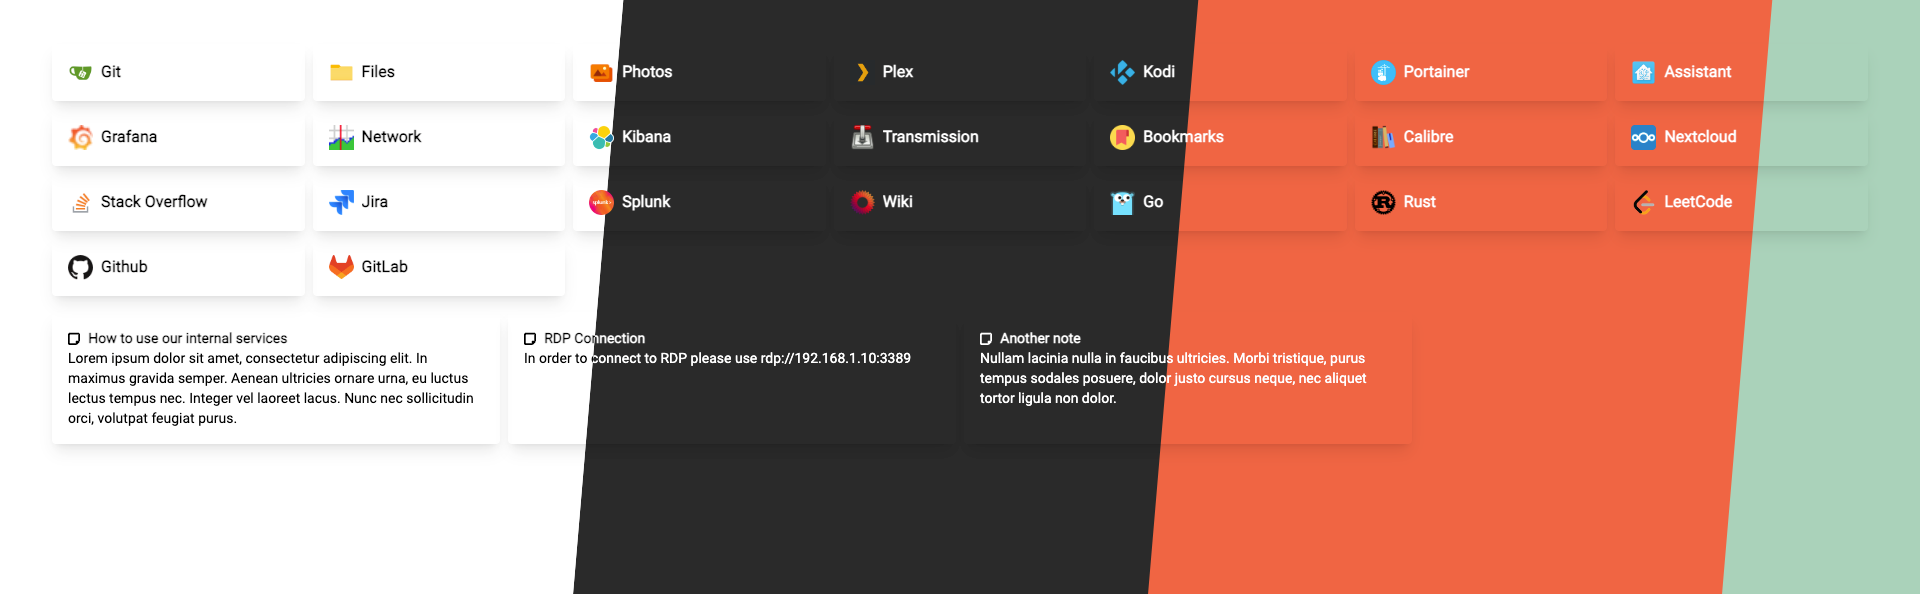 Git
Files
Photos
Plex
Kodi
Portainer
Assistant
Grafana
Network
Kibana
Transmission
Bookmarks
Calibre
Nextcloud
Stack Overflow
Jira
splunk>
Splunk
Wiki
Go
Rust
LeetCode
Github
GitLab
How to use our internal services
Lorem ipsum dolor sit amet, consectetur adipiscing elit. In
maximus gravida semper. Aenean ultricies ornare urna, eu luctus
lectus tempus nec. Integer vel laoreet lacus. Nunc nec sollicitudin
orci, volutpat feugiat purus.
RDP Connection
In order to connect to RDP please use rdp://192.168.1.10:3389
Another note
Nullam lacinia nulla in faucibus ultricies. Morbi tristique, purus
tempus sodales posuere, dolor justo cursus neque, nec aliquet
tortor ligula non dolor.